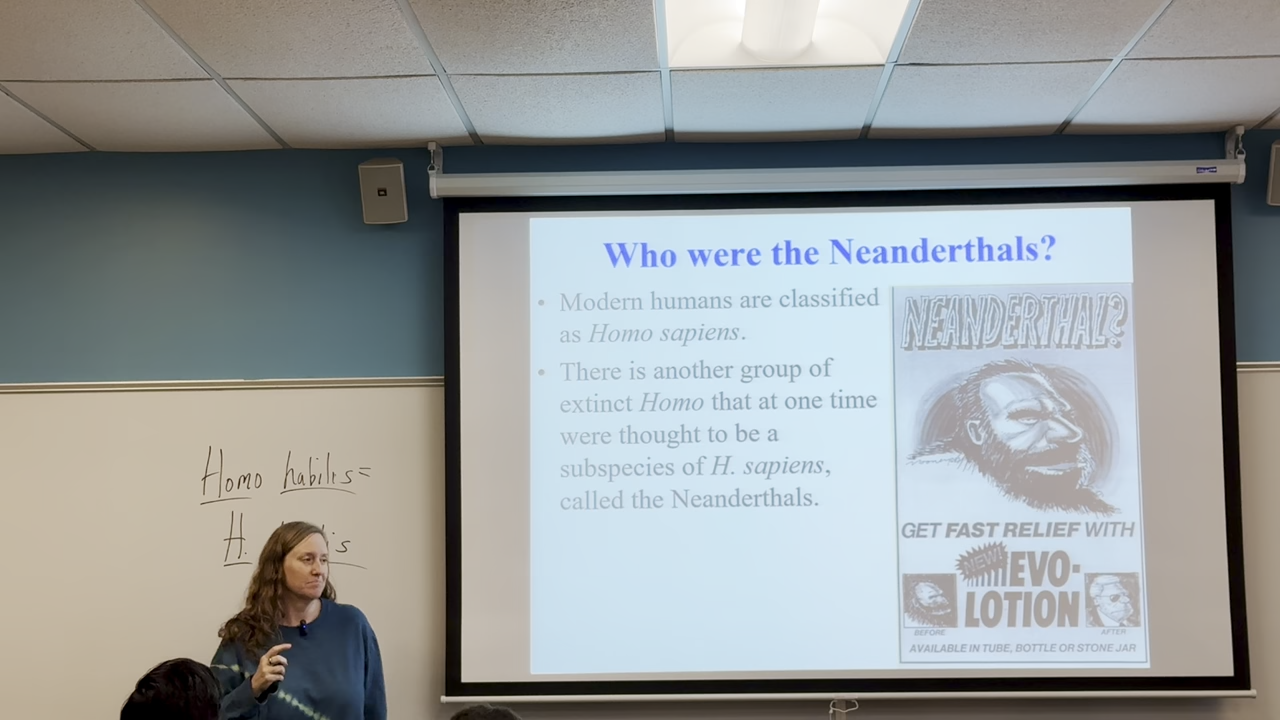 Who were the Neanderthals?
• Modern humans are classified
as Homo sapiens.
• There is another group of
extinct Homo that at one time
were thought to be a
subspecies of H. sapiens,
called the Neanderthals.
NEANDERTHAL?
GET FAST RELIEF WITH
NEW! EVO-
LOTION
BEFORE
AFTER
AVAILABLE IN TUBE, BOTTLE OR STONE JAR
Homo habilis=
H.